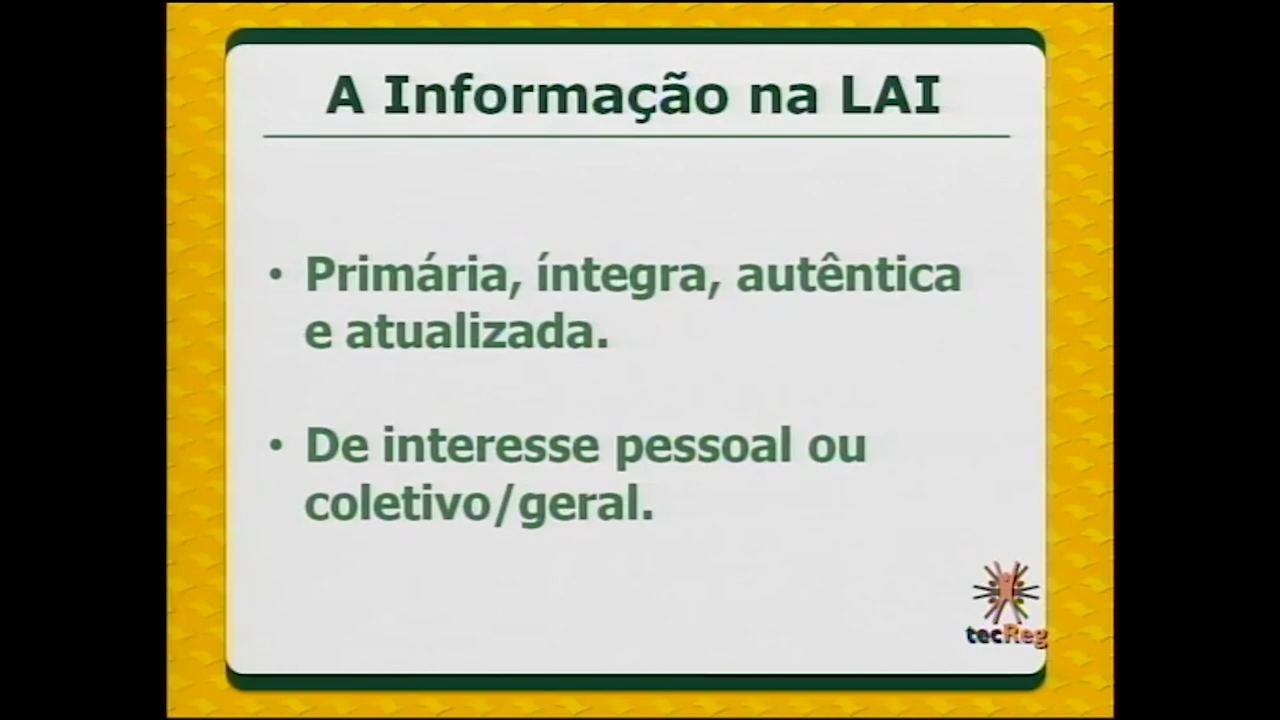 A Informação na LAI
• Primária, íntegra, autêntica
e atualizada.
• De interesse pessoal ou
coletivo/geral.
tecReg